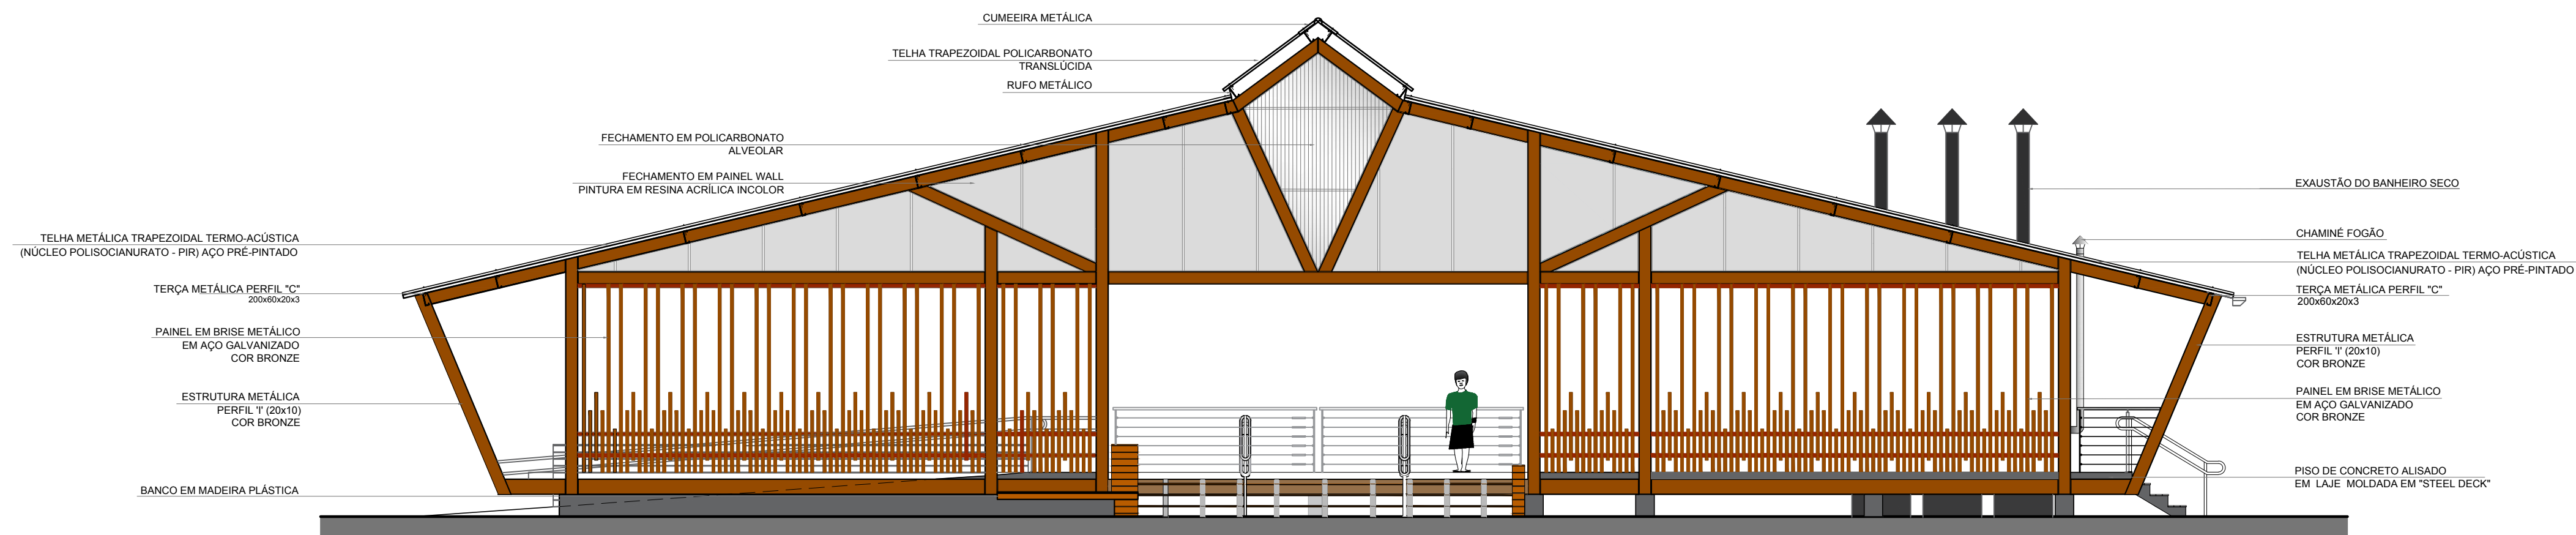 CUMEEIRA METÁLICA
TELHA TRAPEZOIDAL POLICARBONATO
TRANSLÚCIDA
RUFO METÁLICO
FECHAMENTO EM POLICARBONATO
ALVEOLAR
FECHAMENTO EM PAINEL WALL
PINTURA EM RESINA ACRÍLICA INCOLOR
TELHA METÁLICA TRAPEZOIDAL TERMO-ACÚSTICA
(NÚCLEO POLISOCIANURATO - PIR) AÇO PRÉ-PINTADO
TERÇA METÁLICA PERFIL "C"
200x60x20x3
PAINEL EM BRISE METÁLICO
EM AÇO GALVANIZADO
COR BRONZE
ESTRUTURA METÁLICA
PERFIL 'I' (20x10)
COR BRONZE
BANCO EM MADEIRA PLÁSTICA
EXAUSTÃO DO BANHEIRO SECO
CHAMINÉ FOGÃO
TELHA METÁLICA TRAPEZOIDAL TERMO-ACÚSTICA
(NÚCLEO POLISOCIANURATO - PIR) AÇO PRÉ-PINTADO
TERÇA METÁLICA PERFIL "C"
200x60x20x3
ESTRUTURA METÁLICA
PERFIL 'I' (20x10)
COR BRONZE
PAINEL EM BRISE METÁLICO
EM AÇO GALVANIZADO
COR BRONZE
PISO DE CONCRETO ALISADO
EM LAJE MOLDADA EM "STEEL DECK"